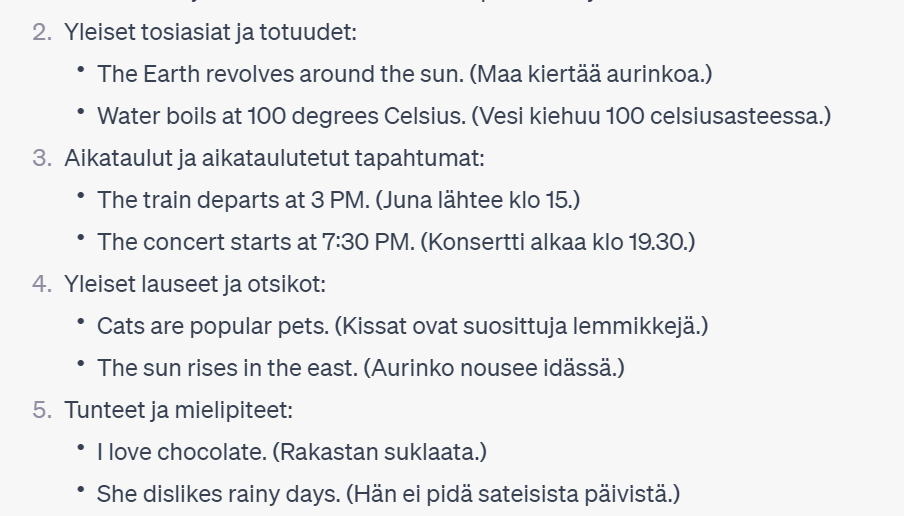 2. Yleiset tosiasiat ja totuudet:
• The Earth revolves around the sun. (Maa kiertää aurinkoa.)
• Water boils at 100 degrees Celsius. (Vesi kiehuu 100 celsiusasteessa.)
3. Aikataulut ja aikataulutetut tapahtumat:
• The train departs at 3 PM. (Juna lähtee klo 15.)
• The concert starts at 7:30 PM. (Konsertti alkaa klo 19.30.)
4. Yleiset lauseet ja otsikot:
• Cats are popular pets. (Kissat ovat suosittuja lemmikkejä.)
• The sun rises in the east. (Aurinko nousee idässä.)
5. Tunteet ja mielipiteet:
• I love chocolate. (Rakastan suklaata.)
• She dislikes rainy days. (Hän ei pidä sateisista päivistä.)